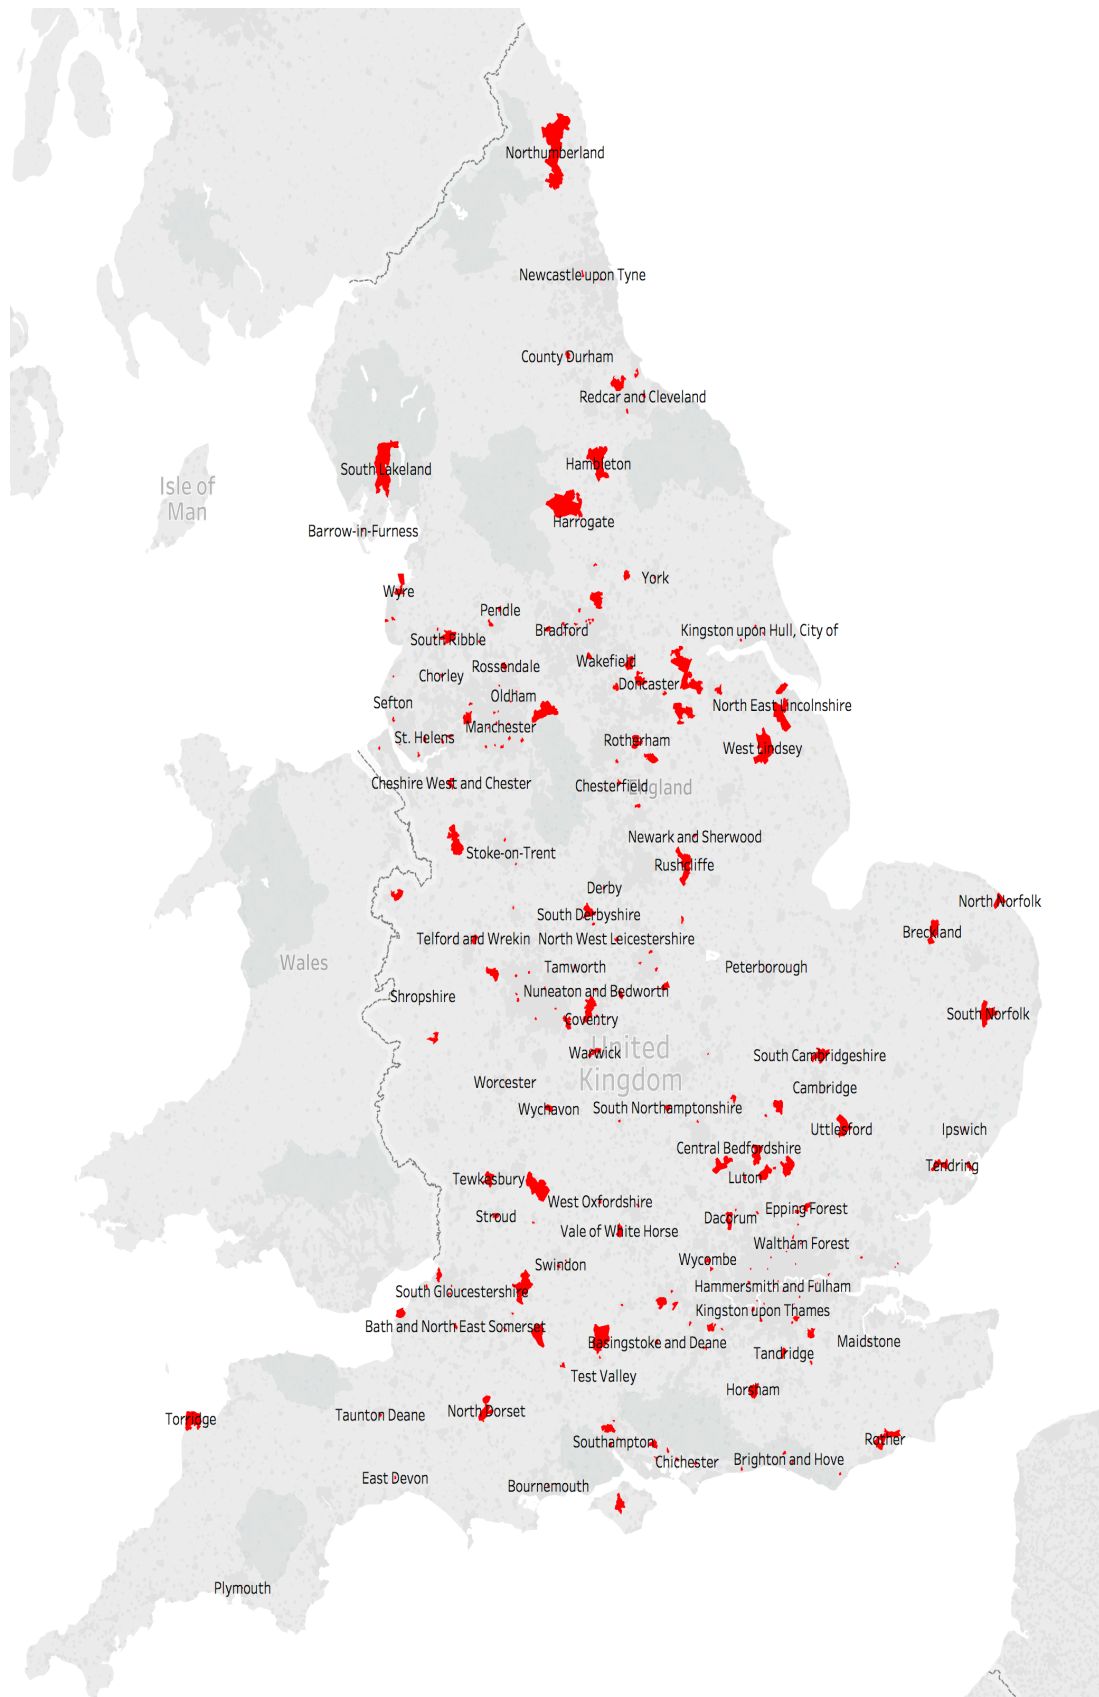 Northumberland
Newcastle upon Tyne
County Durham
Redcar and Cleveland
Hambleton
South Lakeland
Isle of
Man
Harrogate
Barrow-in-Furness
York
Wyre
Pendle
Bradford
Kingston upon Hull, City of
South Ribble
Wakefield
Rossendale
Chorley
Doncaster
Oldham
Sefton
North East Lincolnshire
Manchester
St. Helens
Rotherham
West Lindsey
Cheshire West and Chester
Chesterfield
England
Newark and Sherwood
Stoke-on-Trent
Rushcliffe
Derby
North Norfolk
South Derbyshire
Breckland
Telford and Wrekin
North West Leicestershire
Wales
Tamworth
Peterborough
Nuneaton and Bedworth
Shropshire
South Norfolk
Coventry
United
Kingdom
Warwick
South Cambridgeshire
Worcester
Cambridge
Wychavon
South Northamptonshire
Uttlesford
Ipswich
Central Bedfordshire
Tendring
Luton
Tewkesbury
West Oxfordshire
Epping Forest
Stroud
Dacorum
Vale of White Horse
Waltham Forest
Wycombe
Swindon
Hammersmith and Fulham
South Gloucestershire
Kingston upon Thames
Bath and North East Somerset
Basingstoke and Deane
Maidstone
Tandridge
Test Valley
Horsham
North Dorset
Taunton Deane
Torridge
Rother
Southampton
Brighton and Hove
Chichester
East Devon
Bournemouth
Plymouth